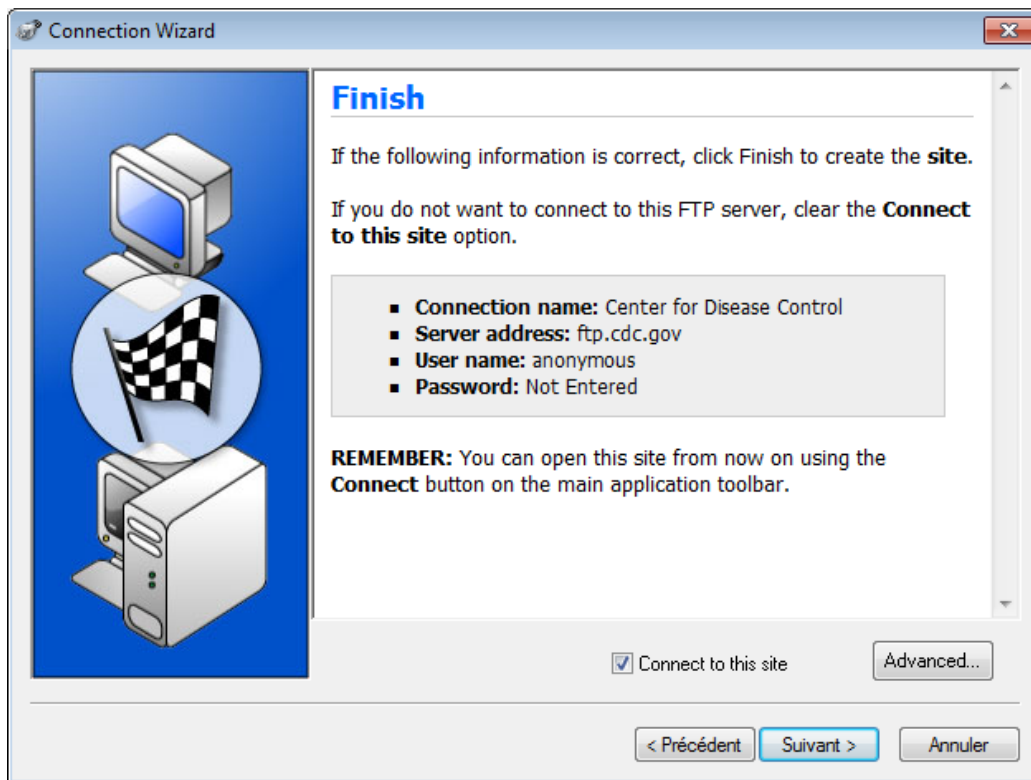 Connection Wizard
Finish
If the following information is correct, click Finish to create the site.
If you do not want to connect to this FTP server, clear the Connect
to this site option.
Connection name: Center for Disease Control
Server address: ftp.cdc.gov
User name: anonymous
Password: Not Entered
REMEMBER: You can open this site from now on using the
Connect button on the main application toolbar.
Connect to this site
Advanced...
< Précédent
Suivant >
Annuler